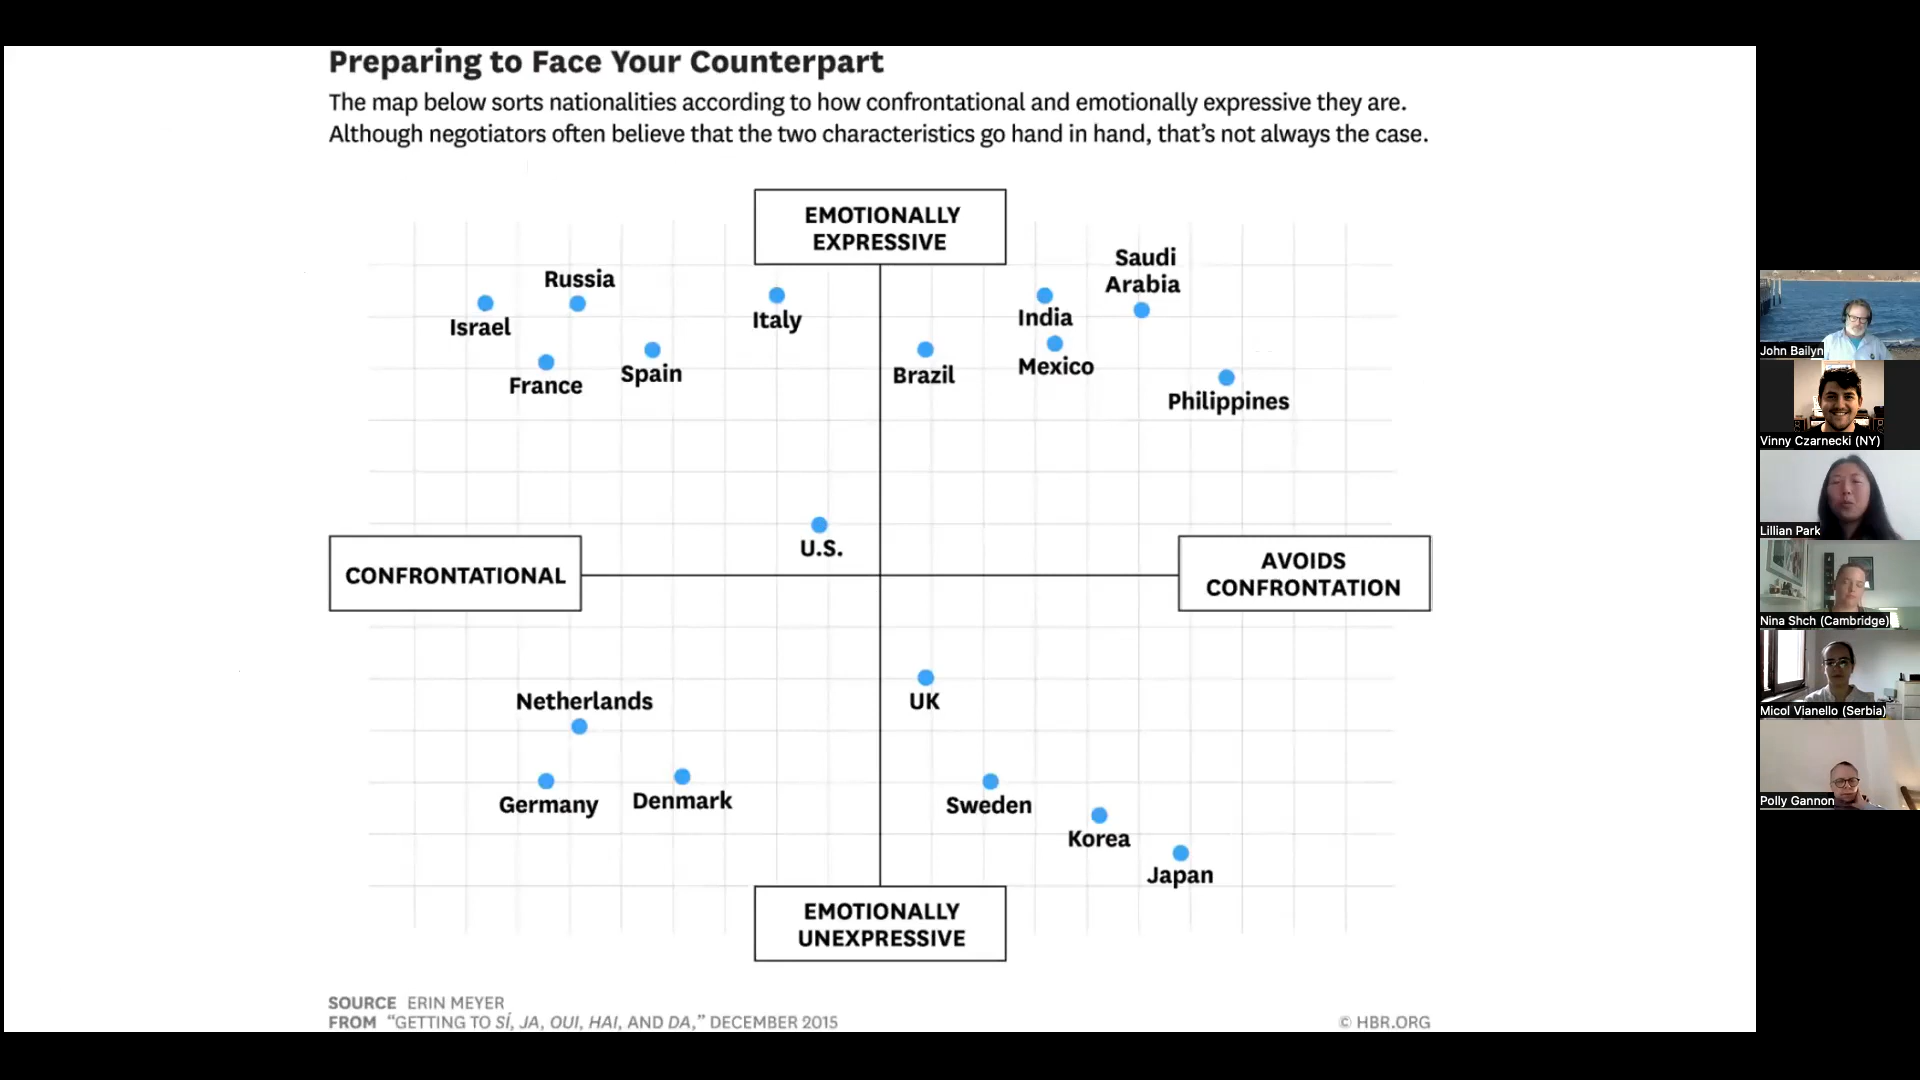 Preparing to Face Your Counterpart
The map below sorts nationalities according to how confrontational and emotionally expressive they are.
Although negotiators often believe that the two characteristics go hand in hand, that's not always the case.
EMOTIONALLY
EXPRESSIVE
Saudi
Arabia
Russia
Israel
Italy
India
France
Spain
Brazil
Mexico
Philippines
U.S.
CONFRONTATIONAL
AVOIDS
CONFRONTATION
Netherlands
UK
Germany
Denmark
Sweden
Korea
Japan
EMOTIONALLY
UNEXPRESSIVE
SOURCE ERIN MEYER
FROM “GETTING TO SÍ, JA, OUI, HAI, AND DA,” DECEMBER 2015
© HBR.ORG
John Bailyn
Vinny Czarnecki (NY)
Lillian Park
Nina Shch (Cambridge)
Micol Vianello (Serbia)
Polly Gannon